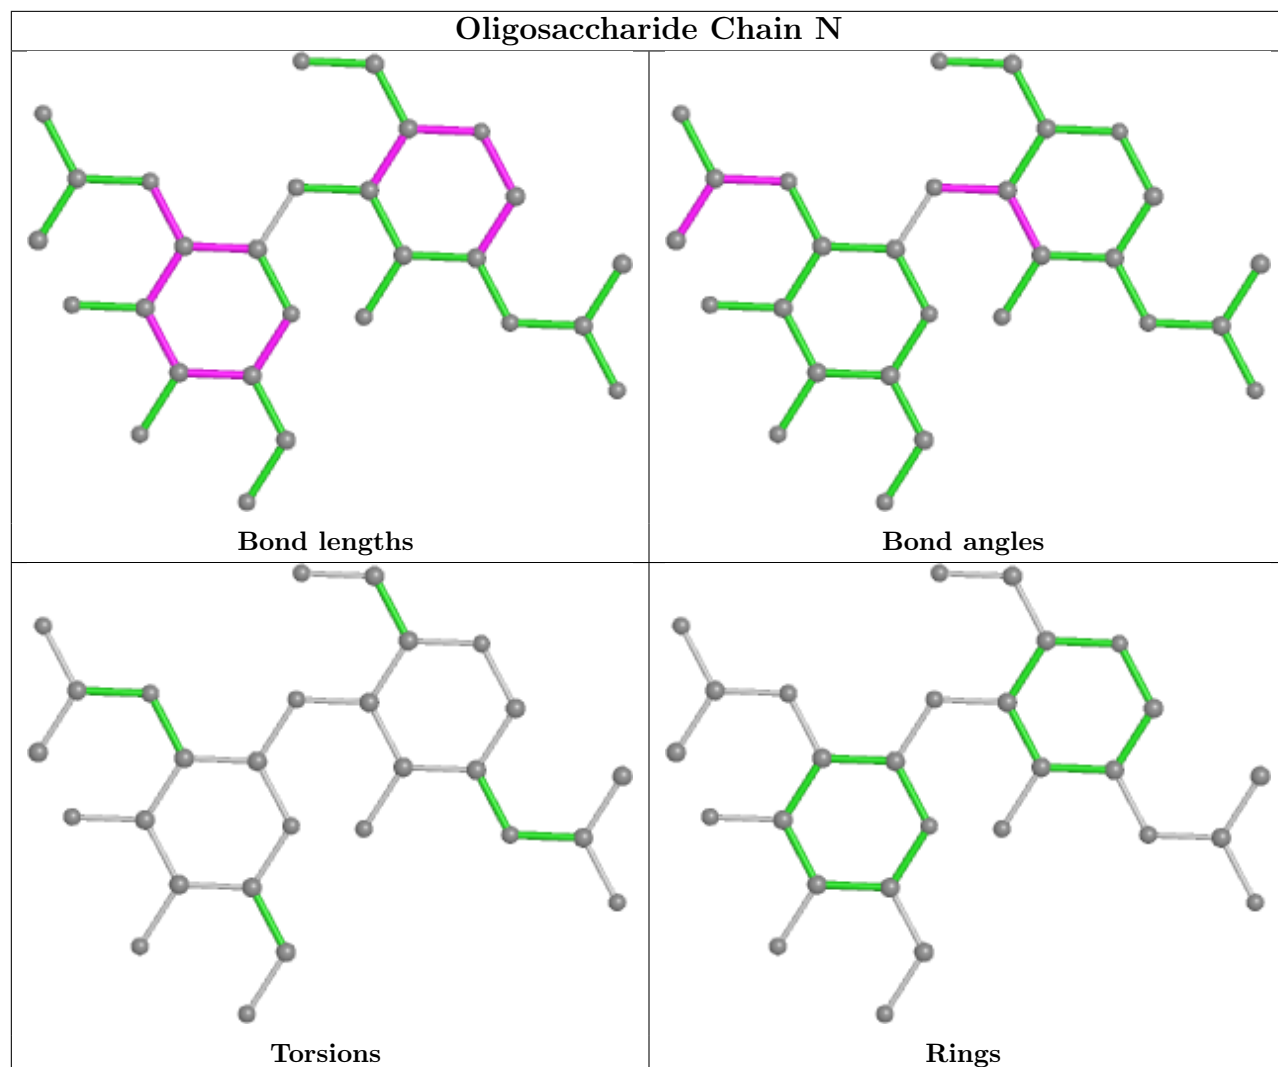 Oligosaccharide Chain N
Bond lengths
Bond angles
Torsions
Rings